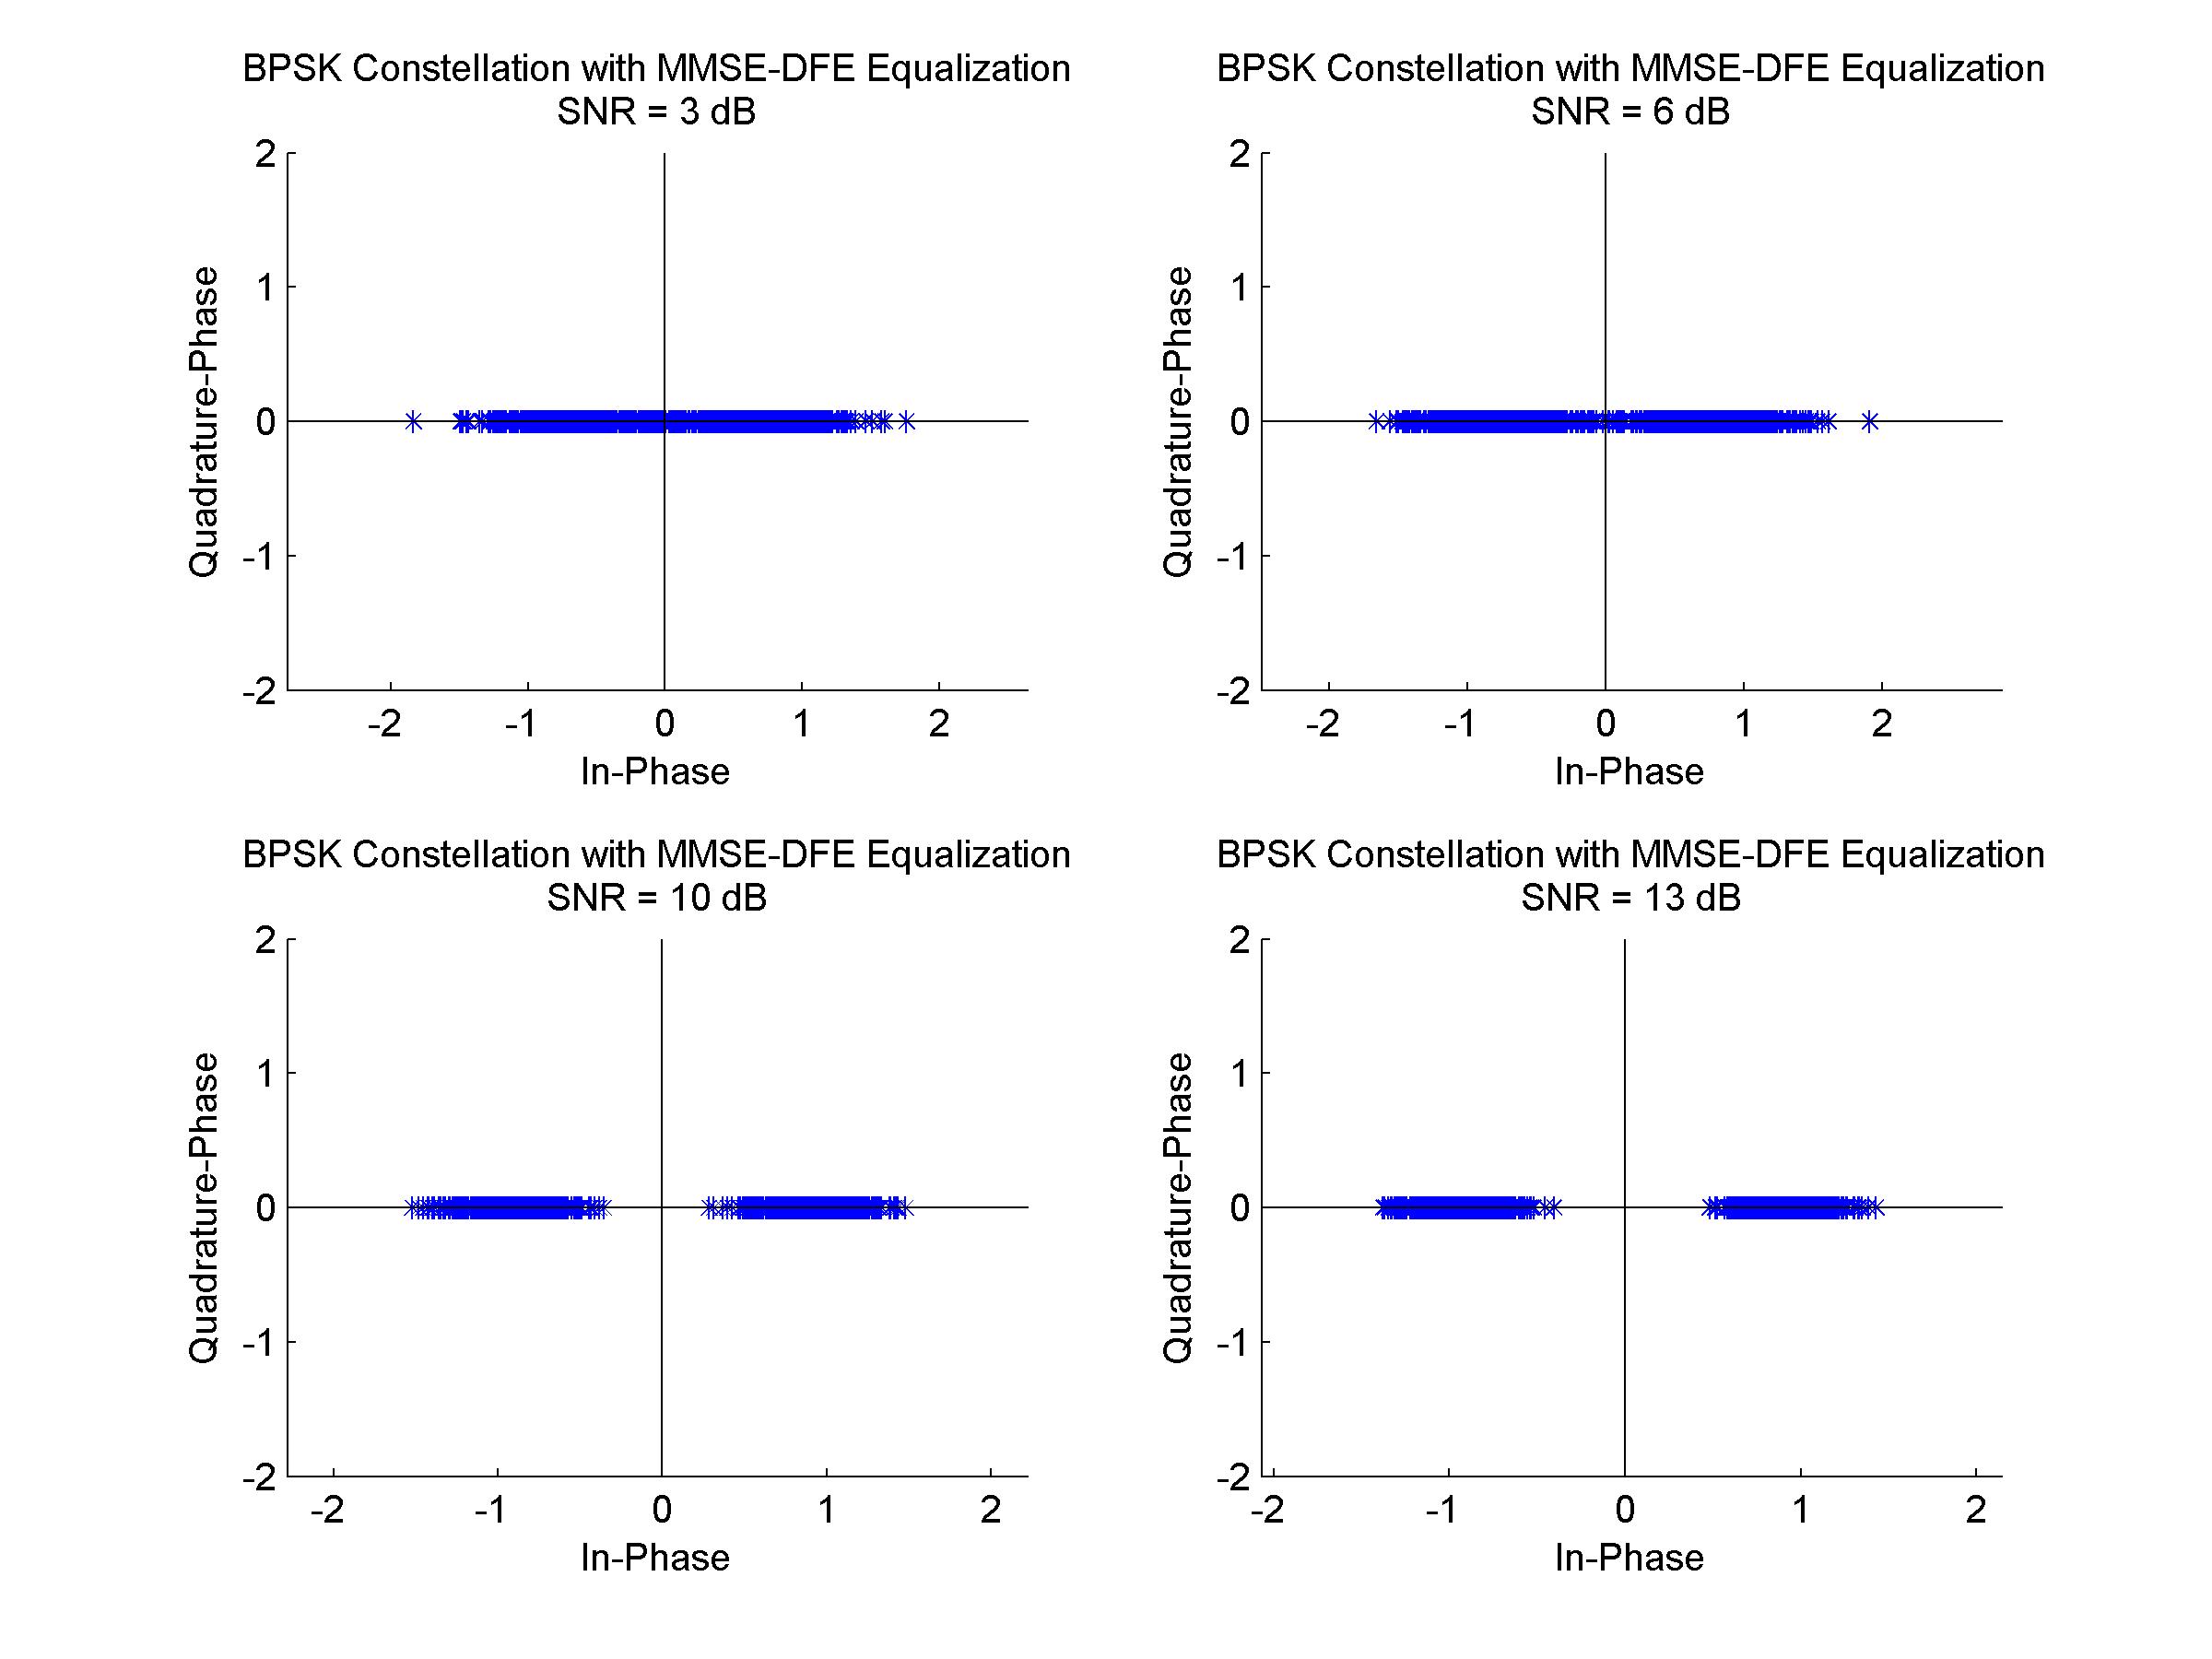 BPSK Constellation with MMSE-DFE Equalization
SNR = 3 dB
2
1
0
-1
-2
Quadrature-Phase
-2 -1 0 1 2
In-Phase
BPSK Constellation with MMSE-DFE Equalization
SNR = 6 dB
2
1
0
-1
-2
Quadrature-Phase
-2 -1 0 1 2
In-Phase
BPSK Constellation with MMSE-DFE Equalization
SNR = 10 dB
2
1
0
-1
-2
Quadrature-Phase
-2 -1 0 1 2
In-Phase
BPSK Constellation with MMSE-DFE Equalization
SNR = 13 dB
2
1
0
-1
-2
Quadrature-Phase
-2 -1 0 1 2
In-Phase